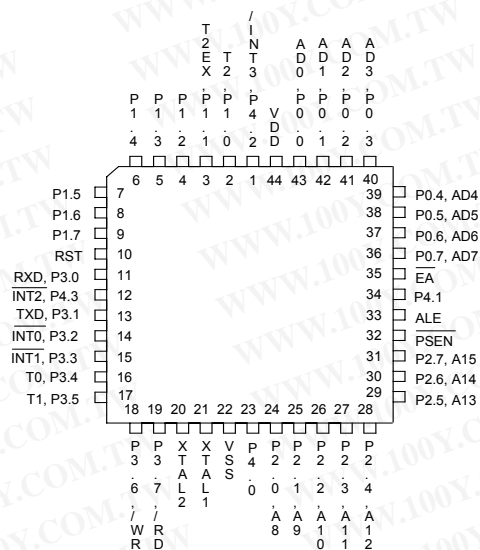 P1.4
P1.3
P1.2
T2EX,P1.1
T2,P1.0
/INT3,P4.2
VDD
AD0,P0.0
AD1,P0.1
AD2,P0.2
AD3,P0.3
6 5 4 3 2 1 44 43 42 41 40
P1.5 7
P1.6 8
P1.7 9
RST 10
RXD, P3.0 11
INT2, P4.3 12
TXD, P3.1 13
INT0, P3.2 14
INT1, P3.3 15
T0, P3.4 16
T1, P3.5 17
39 P0.4, AD4
38 P0.5, AD5
37 P0.6, AD6
36 P0.7, AD7
35 EA
34 P4.1
33 ALE
32 PSEN
31 P2.7, A15
30 P2.6, A14
29 P2.5, A13
18 19 20 21 22 23 24 25 26 27 28
P3.6,/WR
P3.7,/RD
XTAL2
XTAL1
VSS
P4.0
P2.0,A8
P2.1,A9
P2.2,A10
P2.3,A11
P2.4,A12
WWW.100Y.COM.TW